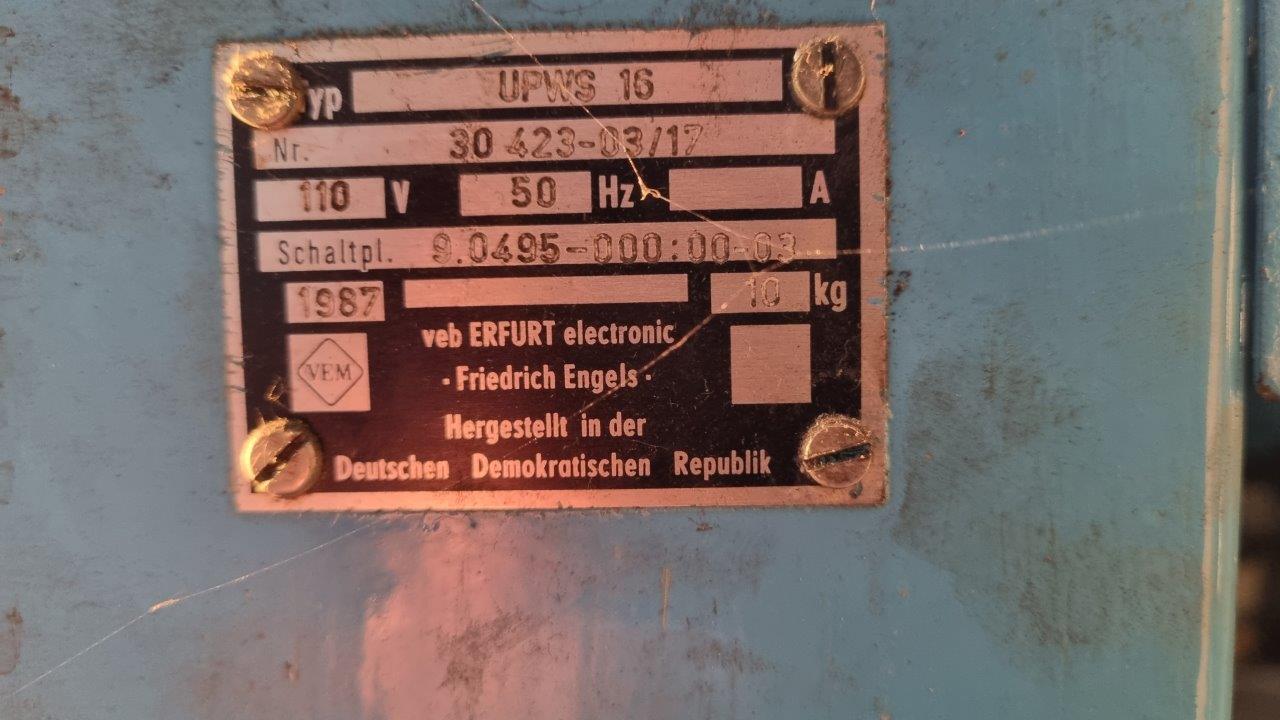 Typ UPWS 16
Nr. 30 423-03/17
110 V 50 Hz A
Schaltpl. 9.0495-000:00-03
1987 10 kg
veb ERFURT electronic
VEM
· Friedrich Engels ·
Hergestellt in der
Deutschen Demokratischen Republik